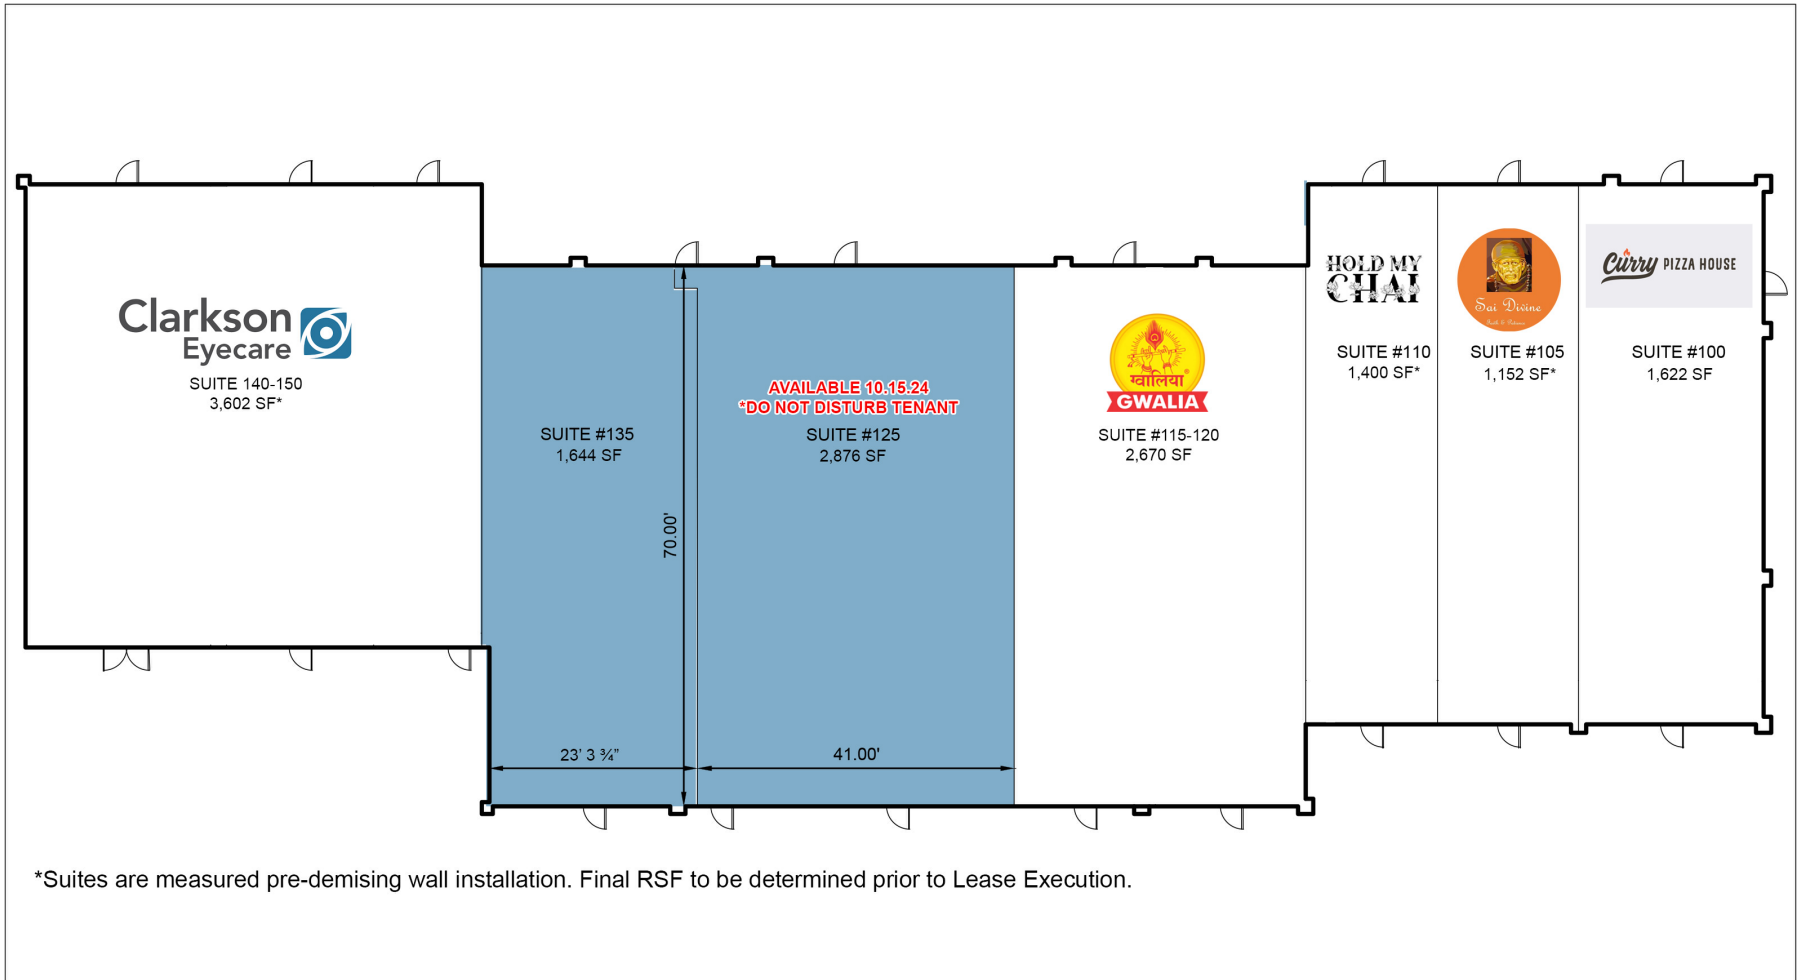 Clarkson
Eyecare
SUITE 140-150
3,602 SF*
SUITE #135
1,644 SF
AVAILABLE 10.15.24
*DO NOT DISTURB TENANT
SUITE #125
2,876 SF
70.00'
23' 3 ¾"
41.00'
ग्वालिया
®
GWALIA
SUITE #115-120
2,670 SF
HOLD MY
CHAI
SUITE #110
1,400 SF*
Sai Divine
SUITE #105
1,152 SF*
Curry PIZZA HOUSE
SUITE #100
1,622 SF
*Suites are measured pre-demising wall installation. Final RSF to be determined prior to Lease Execution.